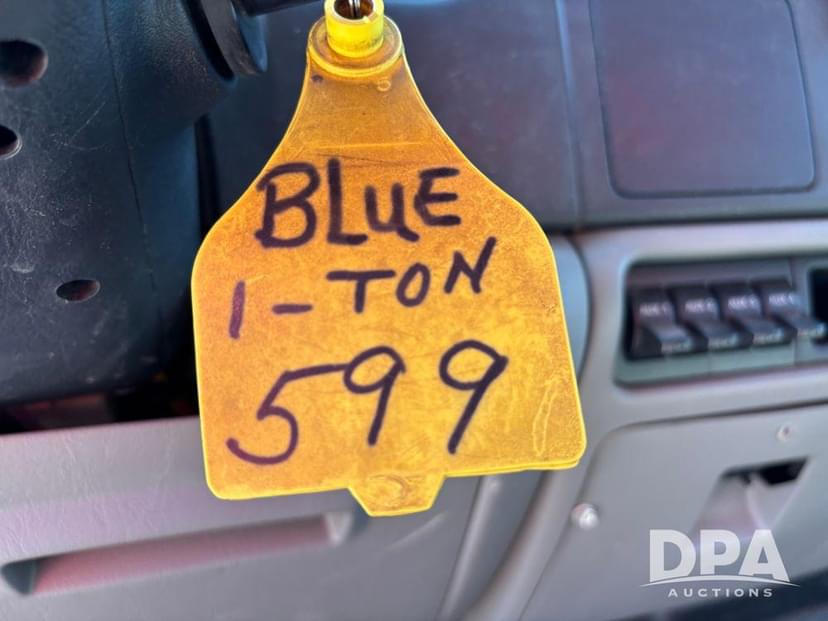 BLUE
1-TON
599
DPA
AUCTIONS